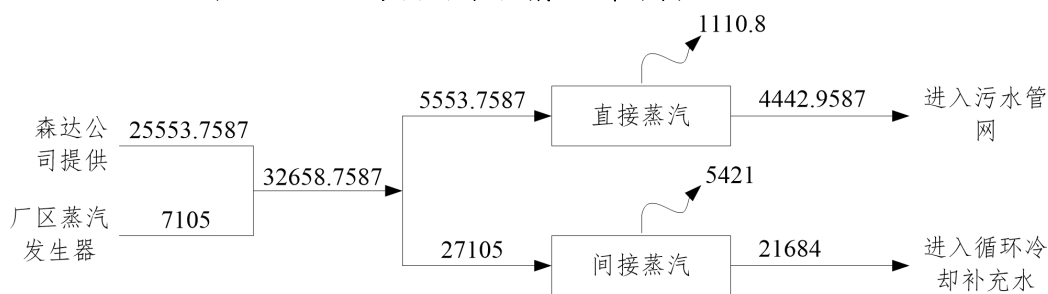 1110.8
5553.7587
直接蒸汽
4442.9587
进入污水管
网
森达公
司提供
25553.7587
32658.7587
5421
厂区蒸汽
发生器
7105
27105
间接蒸汽
21684
进入循环冷
却补充水